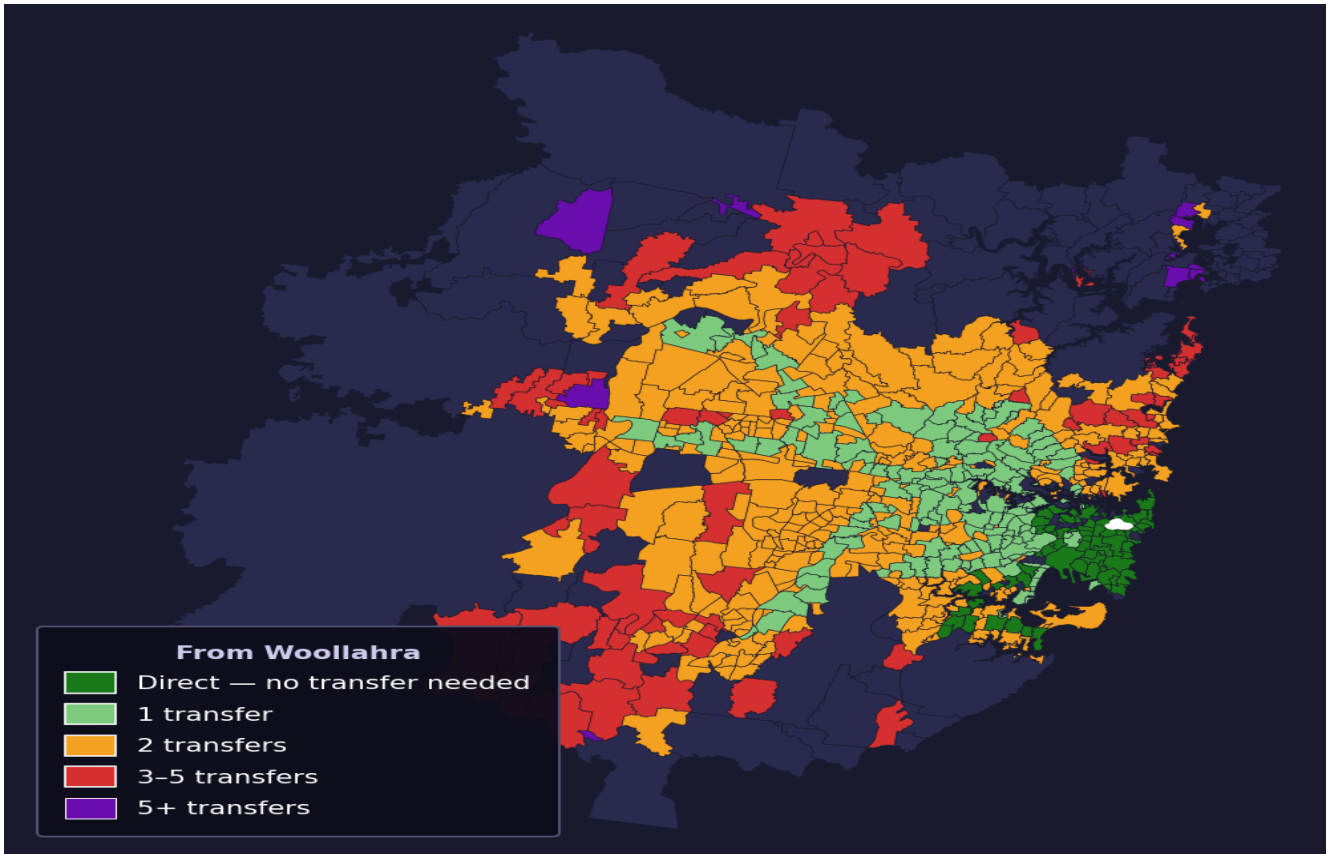 From Woollahra
Direct — no transfer needed
1 transfer
2 transfers
3–5 transfers
5+ transfers